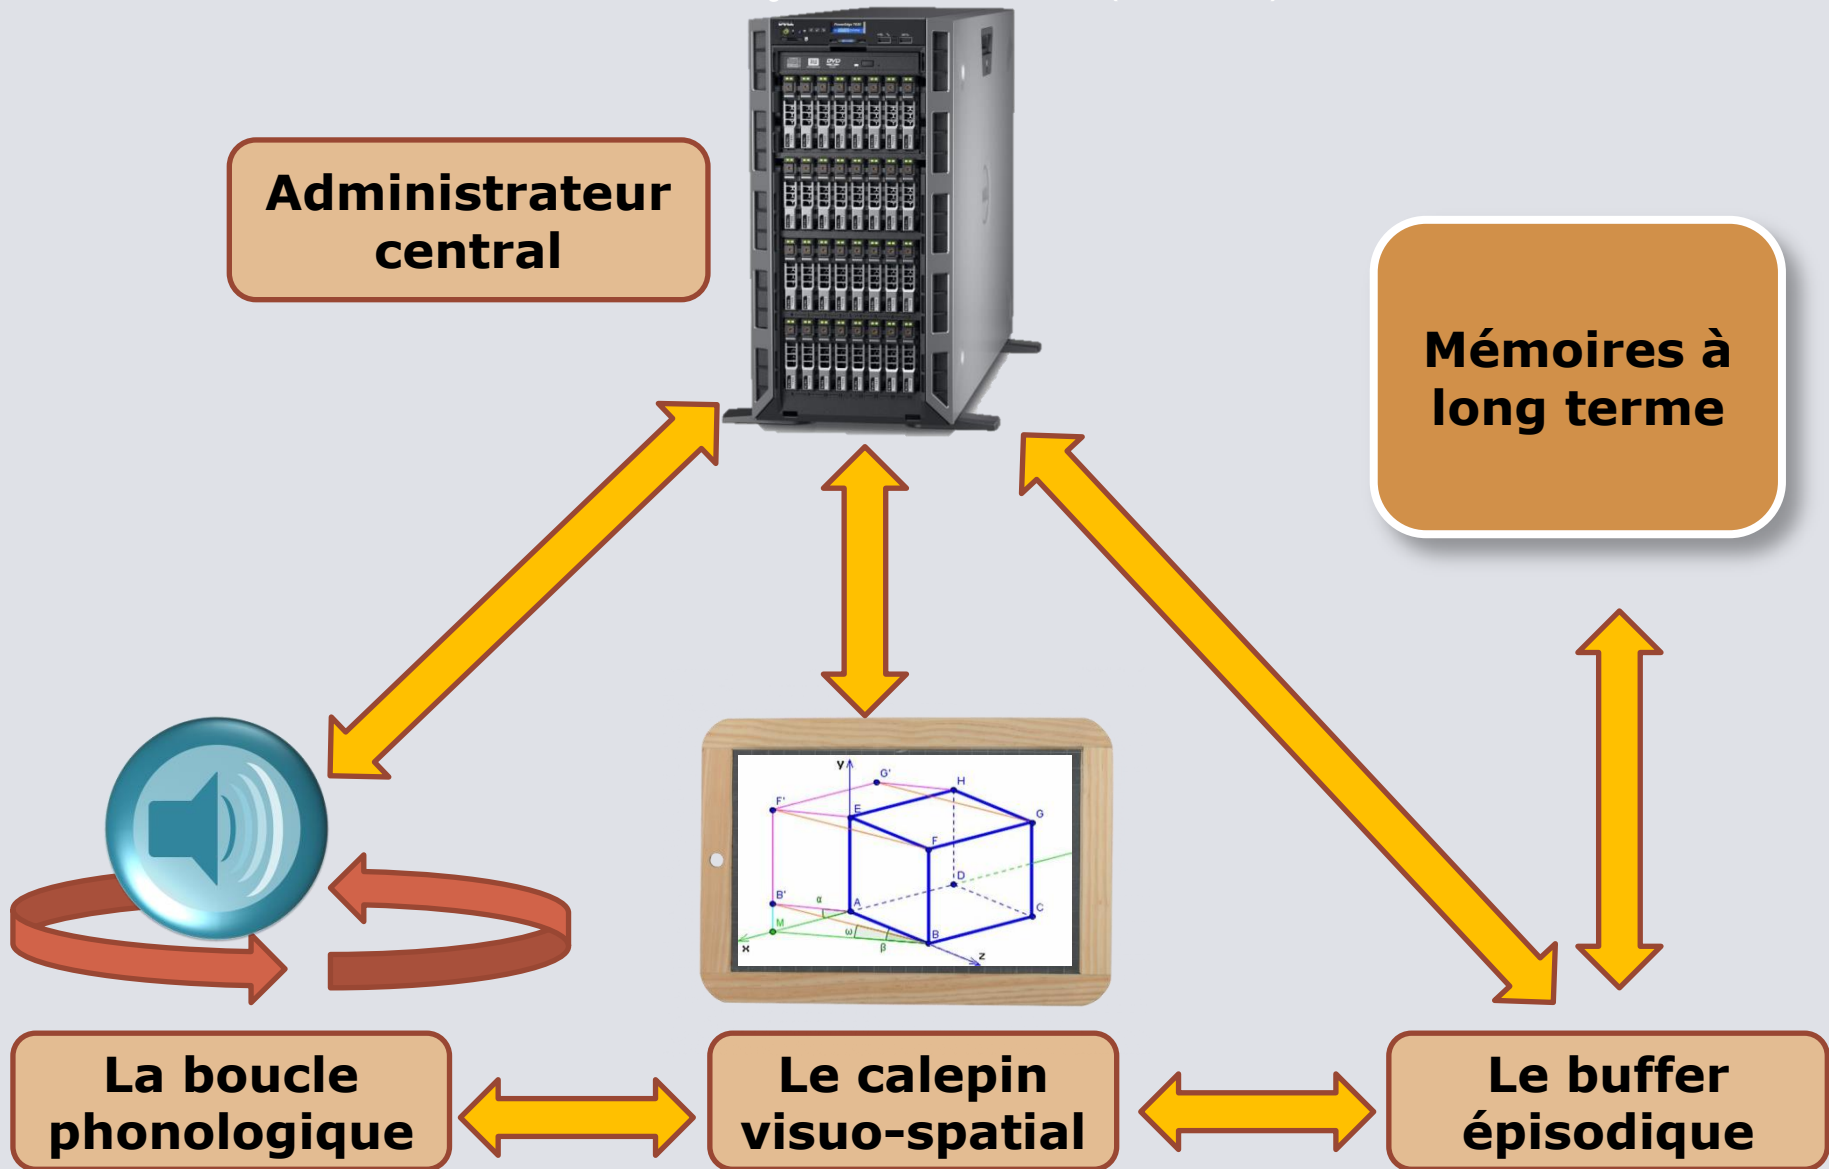 Administrateur
central
Mémoires à
long terme
y
G'
H
F'
E
G
F
D
B'
α
A
C
M
ω
B
x
β
z
La boucle
phonologique
Le calepin
visuo-spatial
Le buffer
épisodique